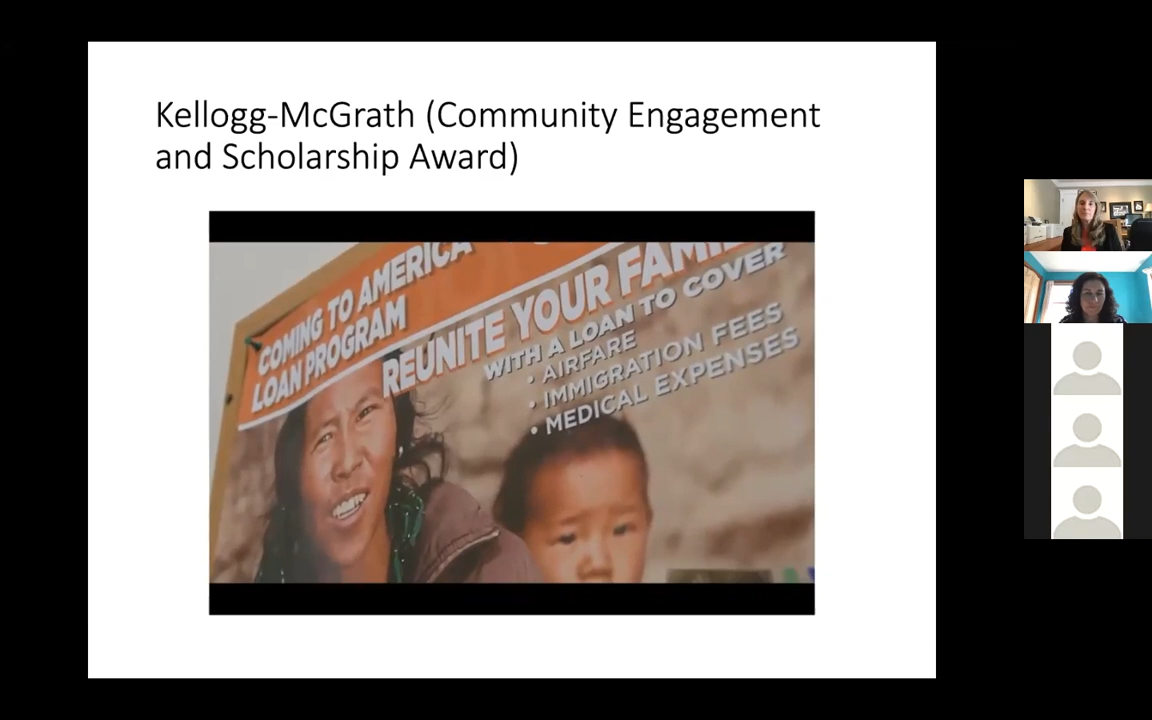 Kellogg-McGrath (Community Engagement
and Scholarship Award)
COMING TO AMERICA
LOAN PROGRAM
REUNITE YOUR
WITH A LOAN TO COVER
• AIRFARE
• IMMIGRATION FEES
• MEDICAL EXPENSES